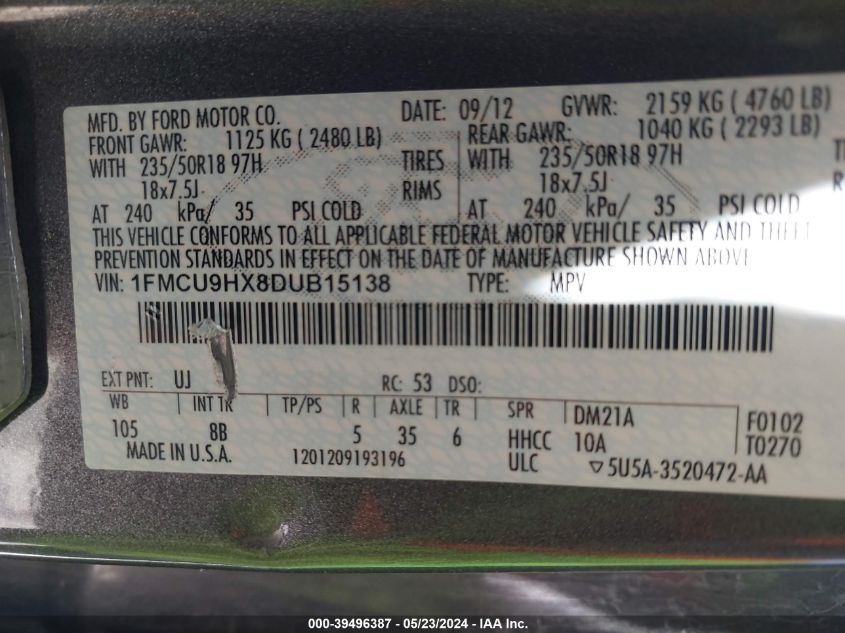 MFD. BY FORD MOTOR CO. DATE: 09/12 GVWR: 2159 KG ( 4760 LB)
FRONT GAWR: 1125 KG ( 2480 LB) REAR GAWR: 1040 KG ( 2293 LB)
WITH 235/50R18 97H TIRES WITH 235/50R18 97H
18x7.5J RIMS 18x7.5J
AT 240 kPa/ 35 PSI COLD AT 240 kPa/ 35 PSI COLD
THIS VEHICLE CONFORMS TO ALL APPLICABLE FEDERAL MOTOR VEHICLE SAFETY AND THEFT
PREVENTION STANDARDS IN EFFECT ON THE DATE OF MANUFACTURE SHOWN ABOVE
VIN: 1FMCU9HX8DUB15138 TYPE: MPV
EXT PNT: UJ RC: 53 DSO:
WB INT TR TP/PS R AXLE TR SPR DM21A F0102
105 8B 5 35 6 HHCC 10A T0270
MADE IN U.S.A. 1201209193196 ULC ▽5U5A-3520472-AA
000-39496387 - 05/23/2024 - IAA Inc.